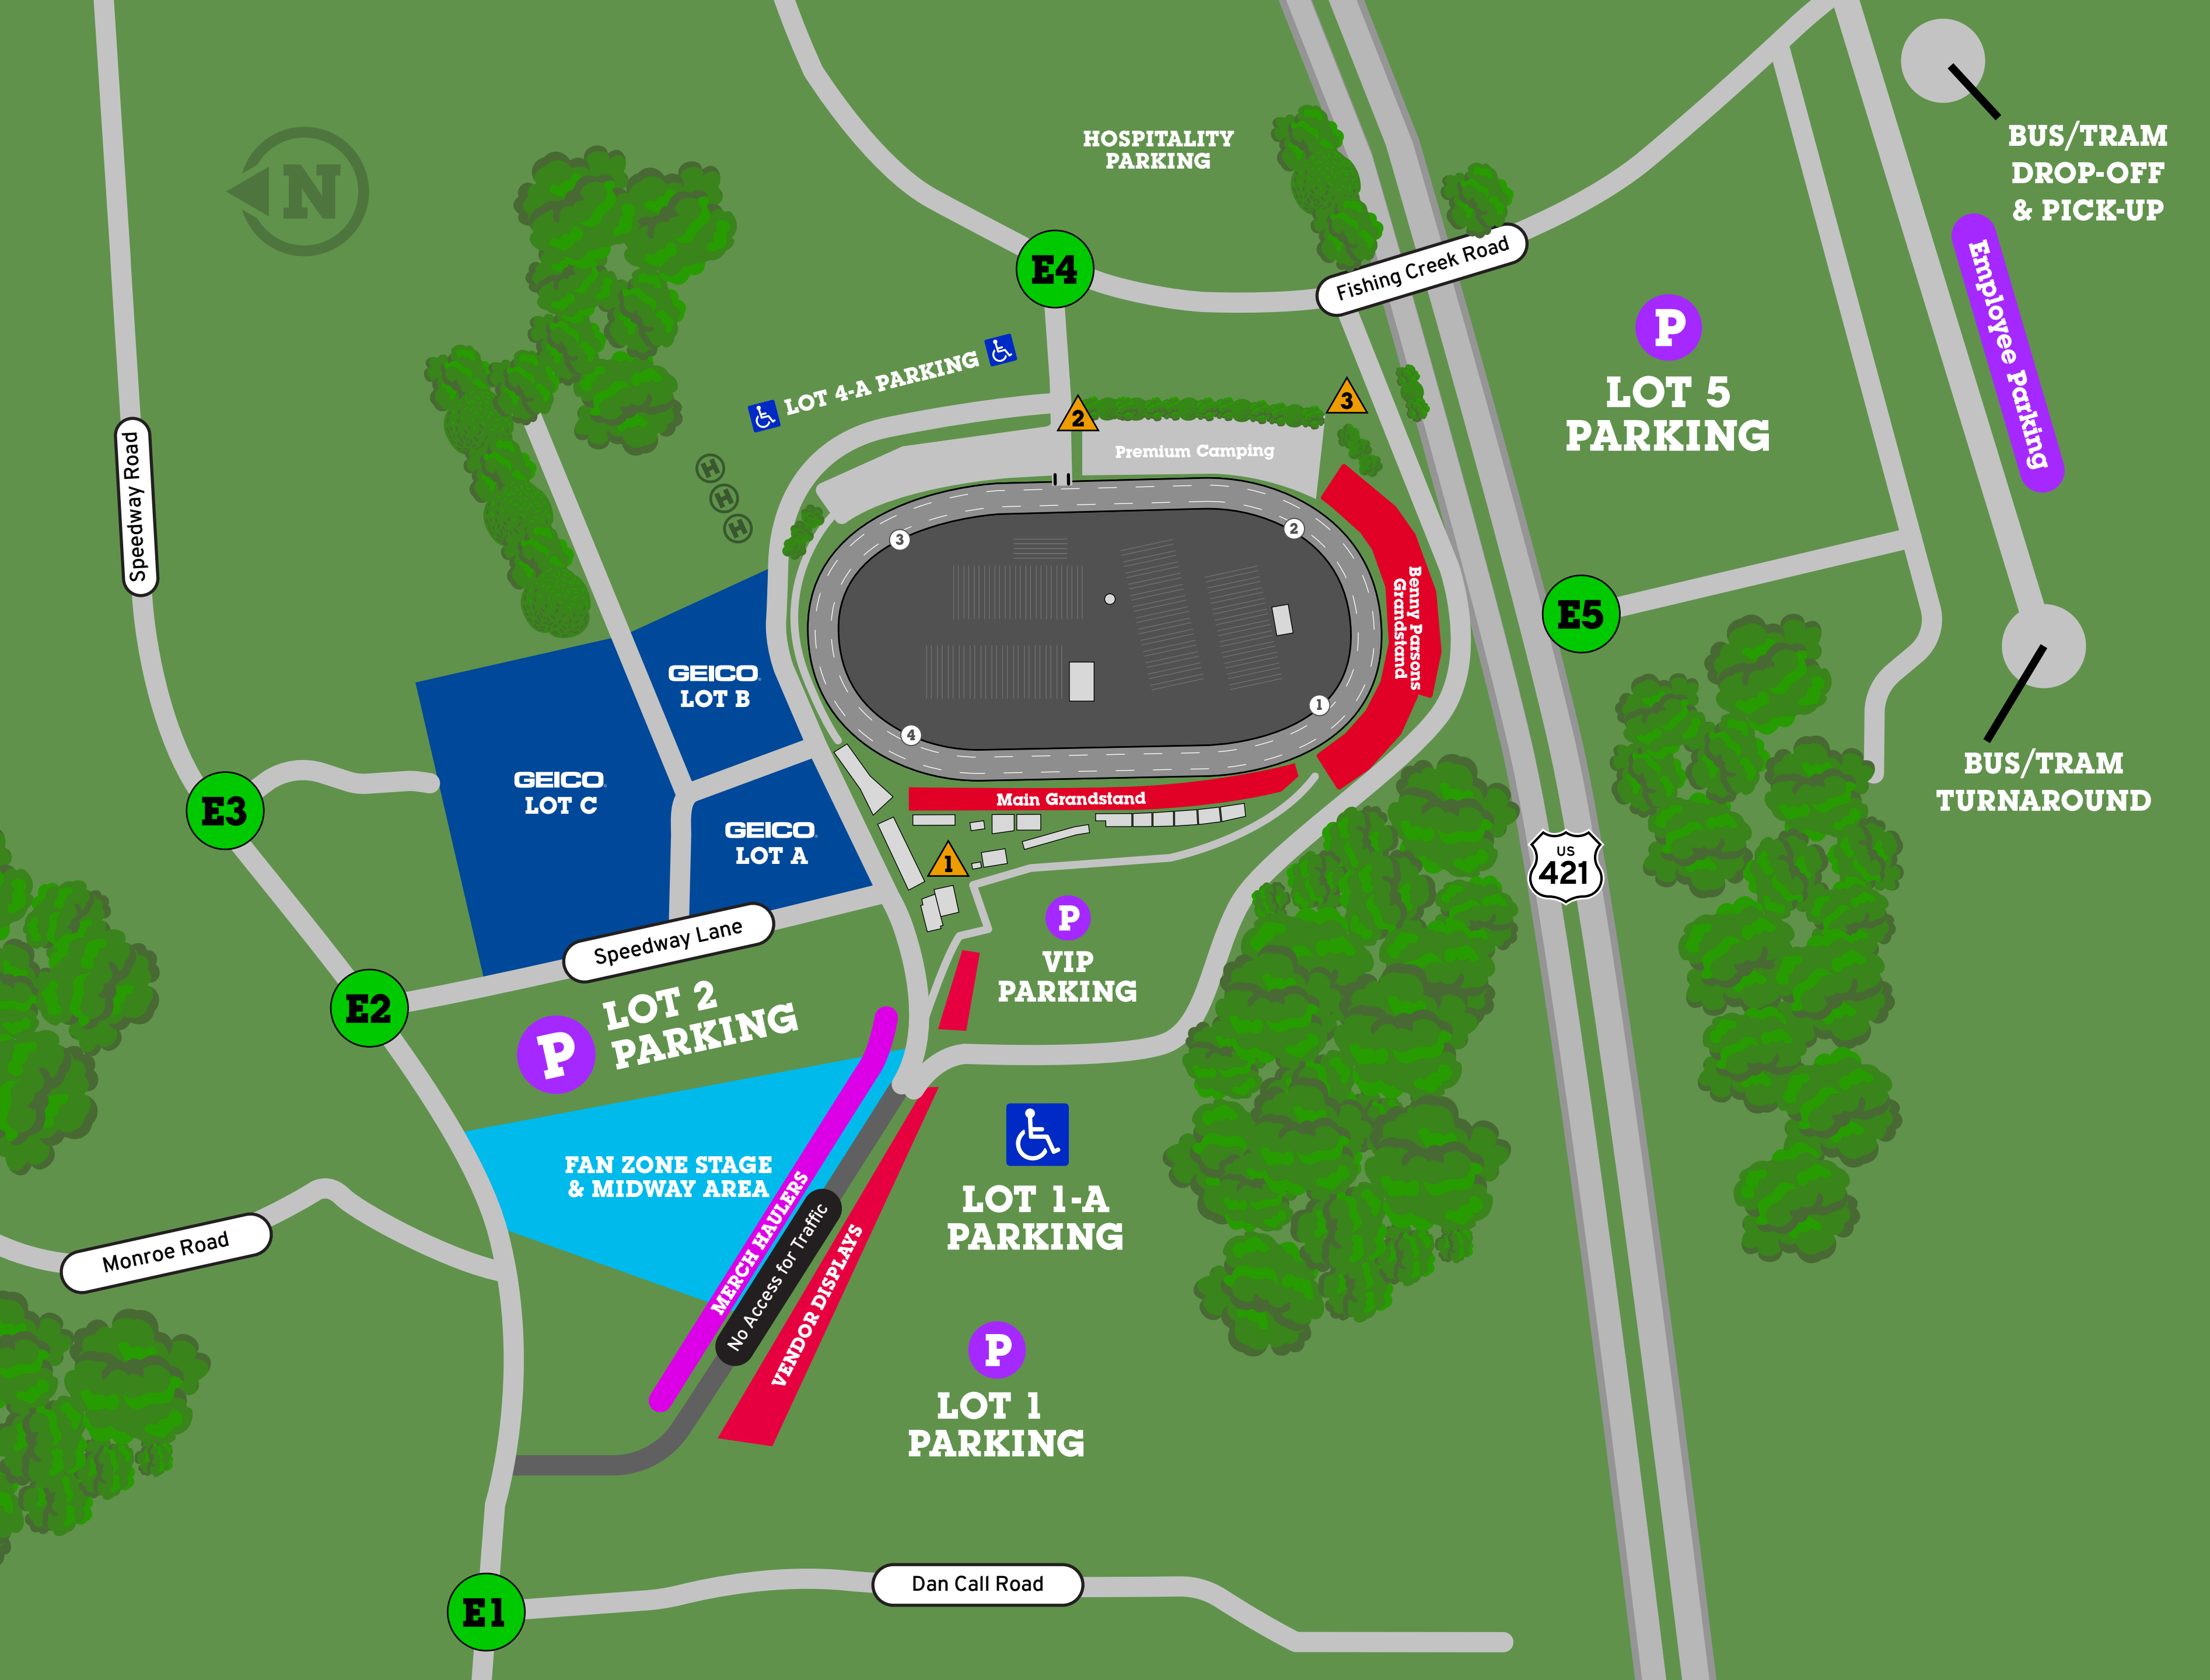 N
HOSPITALITY
PARKING
BUS/TRAM
DROP-OFF
& PICK-UP
E4
Fishing Creek Road
Employee Parking
P
LOT 5
PARKING
LOT 4-A PARKING
2
3
Premium Camping
Speedway Road
H
H
H
3
2
1
4
Benny Parsons
Grandstand
E5
GEICO
LOT B
GEICO
LOT C
GEICO
LOT A
E3
Main Grandstand
1
BUS/TRAM
TURNAROUND
US
421
Speedway Lane
P
VIP
PARKING
E2
P
LOT 2
PARKING
FAN ZONE STAGE
& MIDWAY AREA
MERCH HAULERS
No Access for Traffic
VENDOR DISPLAYS
LOT 1-A
PARKING
Monroe Road
P
LOT 1
PARKING
E1
Dan Call Road